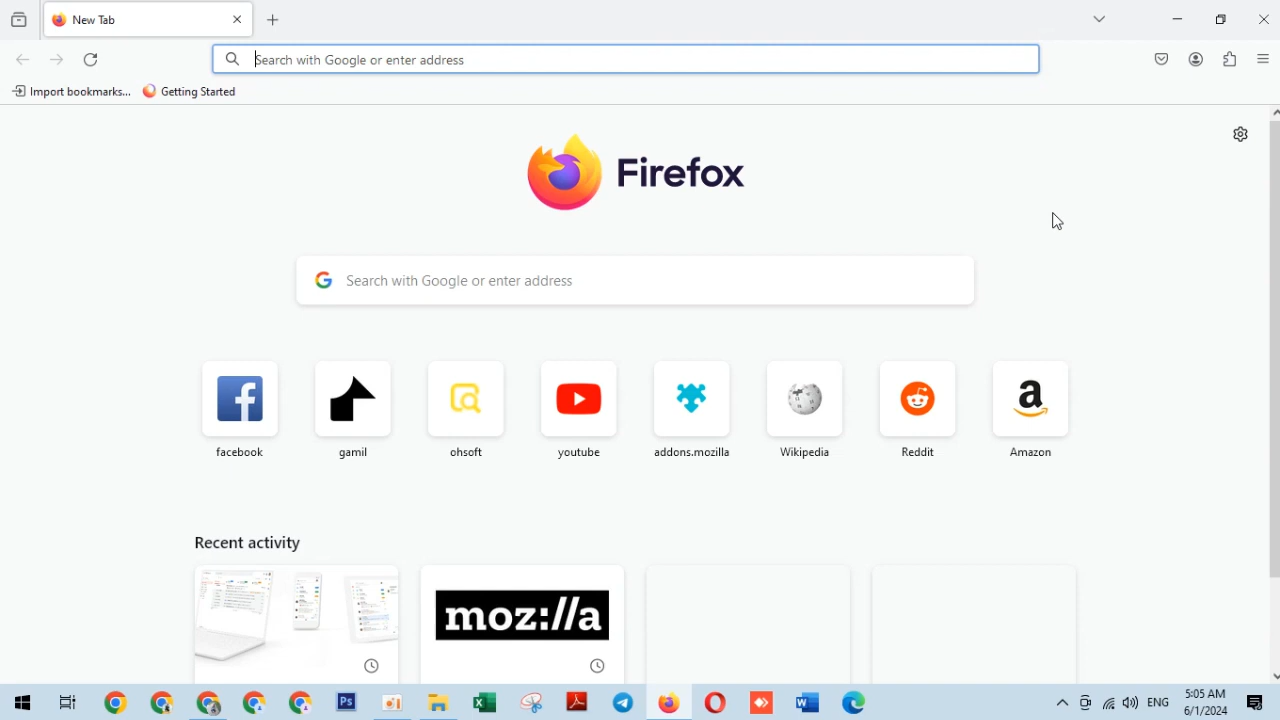 New Tab
Search with Google or enter address
Import bookmarks...
Getting Started
Firefox
Search with Google or enter address
facebook
gamil
ohsoft
youtube
addons.mozilla
Wikipedia
Reddit
Amazon
Recent activity
moz://a
ENG
5:05 AM
6/1/2024